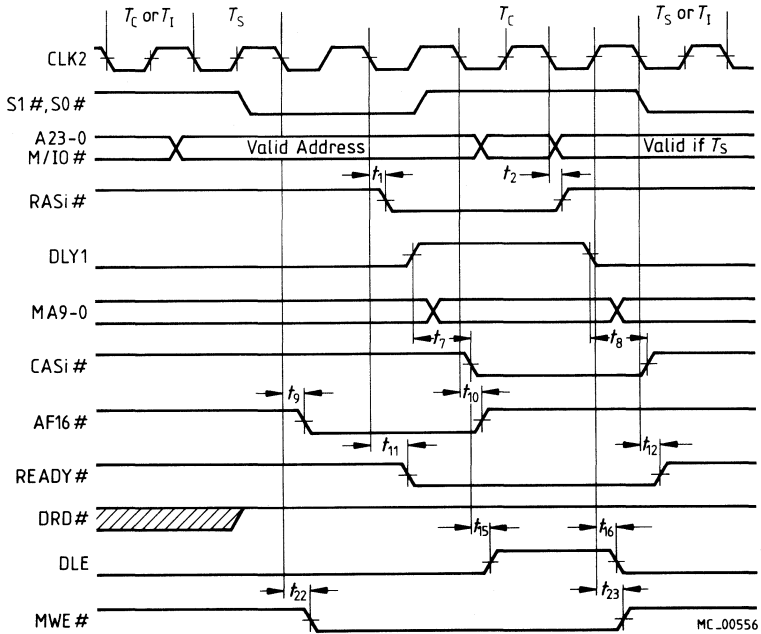 TC or TI TS TC TS or TI
CLK2
S1#,S0#
A23-0
M/IO# Valid Address Valid if TS
t1 t2
RASi#
DLY1
MA9-0
t7 t8
CASi#
t9 t10
AF16#
t11 t12
READY#
DRD#
t15 t16
DLE
t22 t23
MWE#
MC_00556